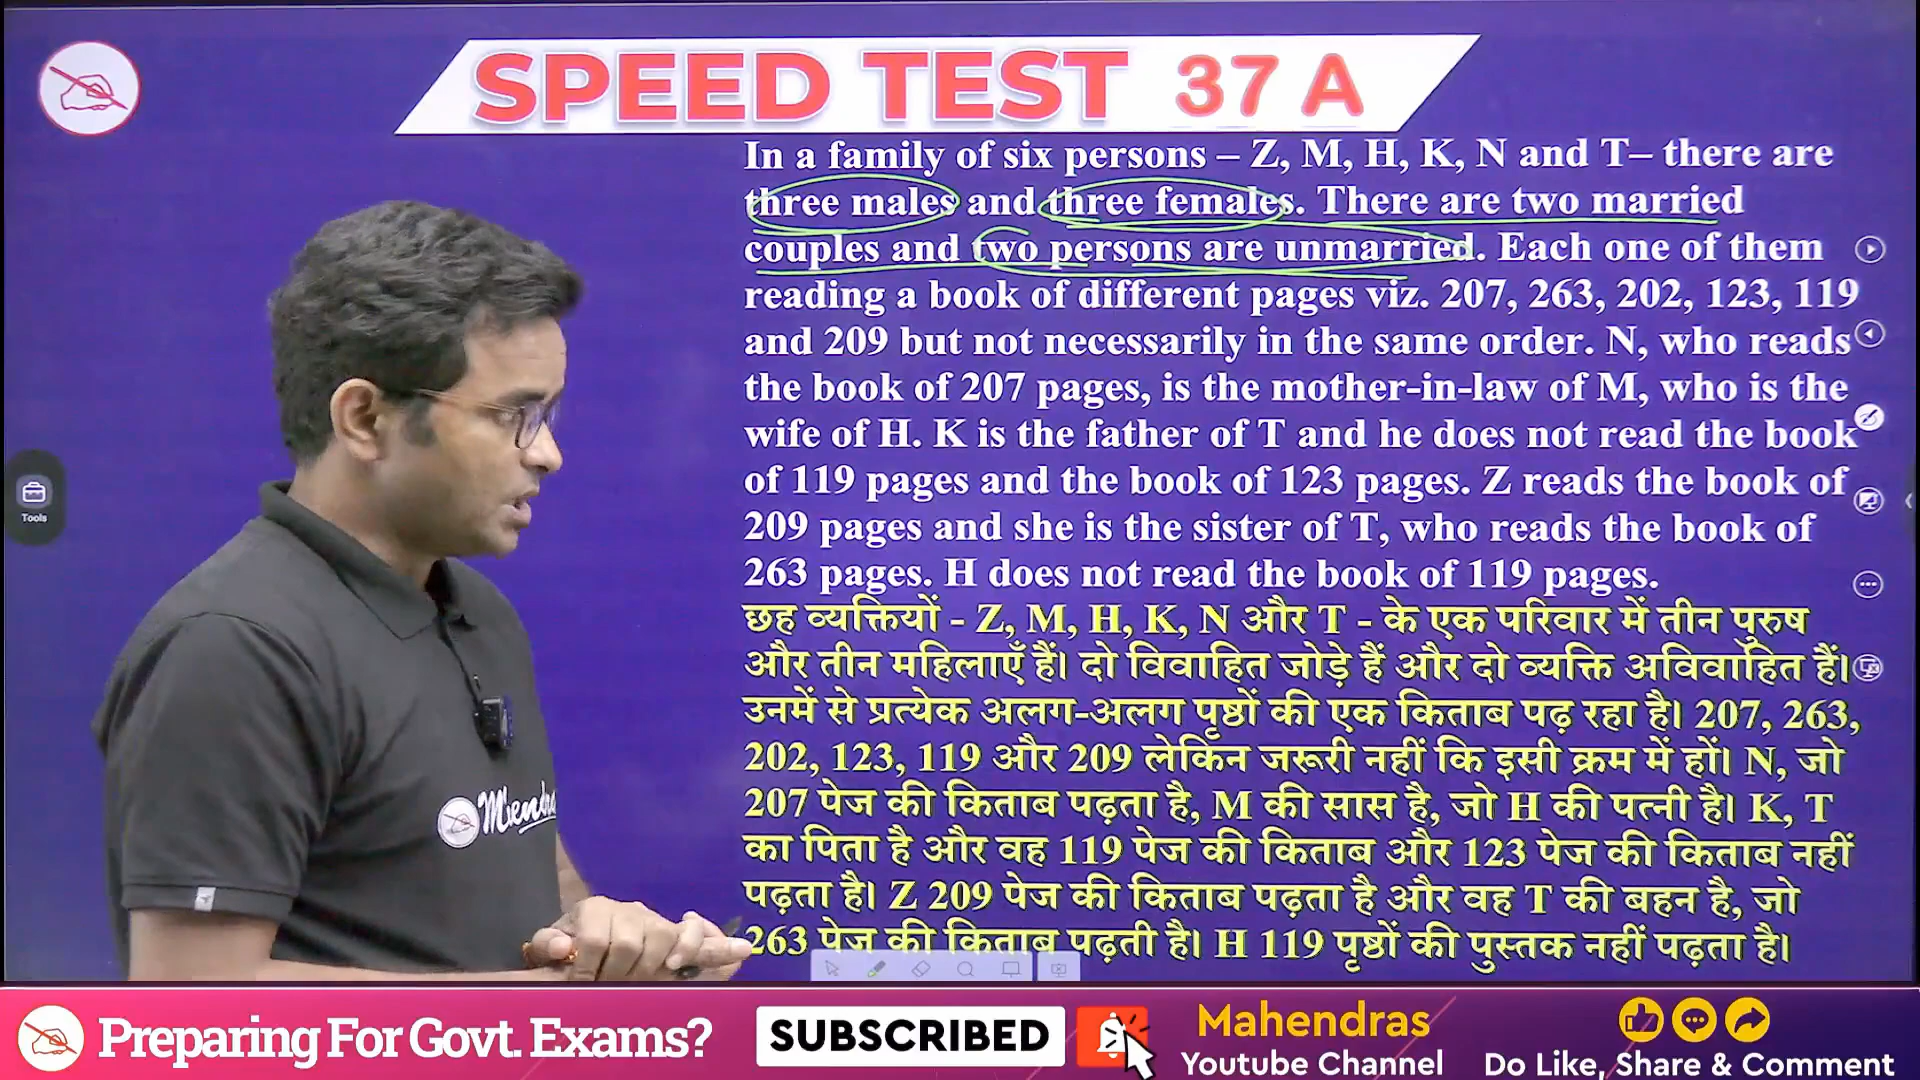 SPEED TEST 37 A
In a family of six persons – Z, M, H, K, N and T– there are
three males and three females. There are two married
couples and two persons are unmarried. Each one of them
reading a book of different pages viz. 207, 263, 202, 123, 119
and 209 but not necessarily in the same order. N, who reads
the book of 207 pages, is the mother-in-law of M, who is the
wife of H. K is the father of T and he does not read the book
of 119 pages and the book of 123 pages. Z reads the book of
209 pages and she is the sister of T, who reads the book of
263 pages. H does not read the book of 119 pages.
छह व्यक्तियों - Z, M, H, K, N और T - के एक परिवार में तीन पुरुष
और तीन महिलाएँ हैं। दो विवाहित जोड़े हैं और दो व्यक्ति अविवाहित हैं।
उनमें से प्रत्येक अलग-अलग पृष्ठों की एक किताब पढ़ रहा है। 207, 263,
202, 123, 119 और 209 लेकिन जरूरी नहीं कि इसी क्रम में हों। N, जो
207 पेज की किताब पढ़ता है, M की सास है, जो H की पत्नी है। K, T
का पिता है और वह 119 पेज की किताब और 123 पेज की किताब नहीं
पढ़ता है। Z 209 पेज की किताब पढ़ता है और वह T की बहन है, जो
263 पेज की किताब पढ़ती है। H 119 पृष्ठों की पुस्तक नहीं पढ़ता है।
Tools
Preparing For Govt. Exams?
SUBSCRIBED
Mahendras
Youtube Channel
Do Like, Share & Comment